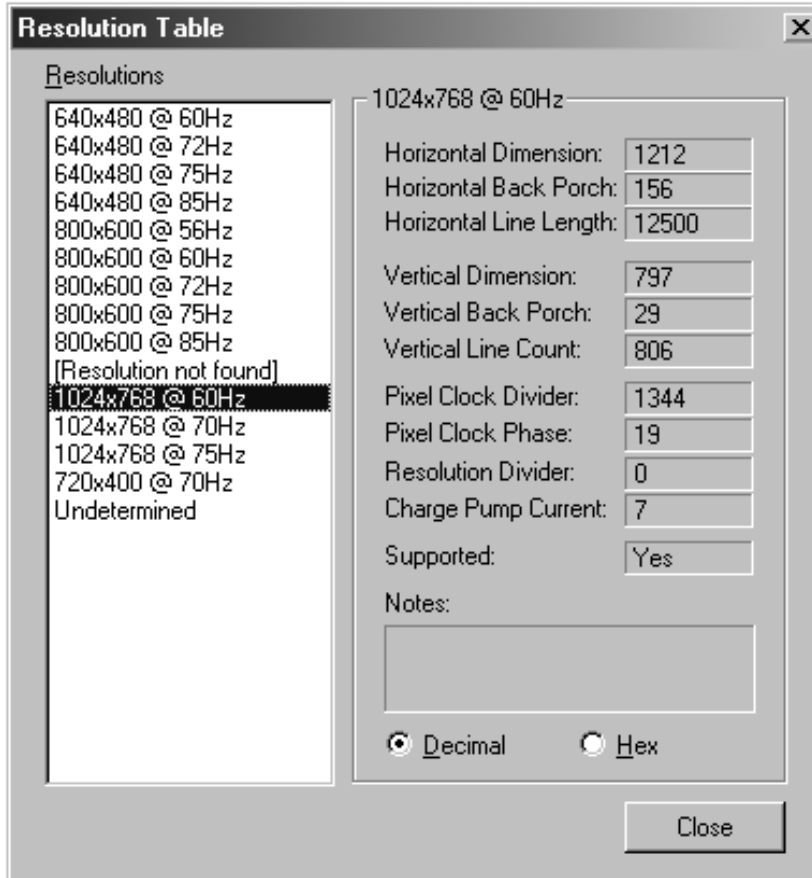 Resolution Table
Resolutions
640x480 @ 60Hz
640x480 @ 72Hz
640x480 @ 75Hz
640x480 @ 85Hz
800x600 @ 56Hz
800x600 @ 60Hz
800x600 @ 72Hz
800x600 @ 75Hz
800x600 @ 85Hz
[Resolution not found]
1024x768 @ 60Hz
1024x768 @ 70Hz
1024x768 @ 75Hz
720x400 @ 70Hz
Undetermined
1024x768 @ 60Hz
Horizontal Dimension: 1212
Horizontal Back Porch: 156
Horizontal Line Length: 12500
Vertical Dimension: 797
Vertical Back Porch: 29
Vertical Line Count: 806
Pixel Clock Divider: 1344
Pixel Clock Phase: 19
Resolution Divider: 0
Charge Pump Current: 7
Supported: Yes
Notes:
Decimal Hex
Close